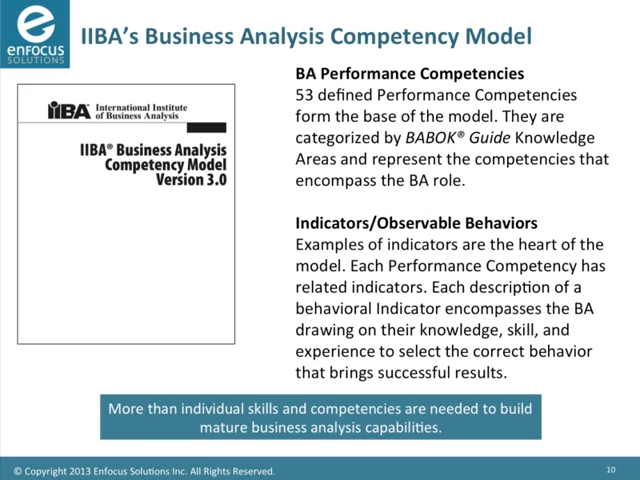 enfocus
SOLUTIONS
IIBA's Business Analysis Competency Model
IIBA® International Institute
of Business Analysis
IIBA® Business Analysis
Competency Model
Version 3.0
BA Performance Competencies
53 defined Performance Competencies
form the base of the model. They are
categorized by BABOK® Guide Knowledge
Areas and represent the competencies that
encompass the BA role.
Indicators/Observable Behaviors
Examples of indicators are the heart of the
model. Each Performance Competency has
related indicators. Each description of a
behavioral Indicator encompasses the BA
drawing on their knowledge, skill, and
experience to select the correct behavior
that brings successful results.
More than individual skills and competencies are needed to build
mature business analysis capabilities.
© Copyright 2013 Enfocus Solutions Inc. All Rights Reserved.
10